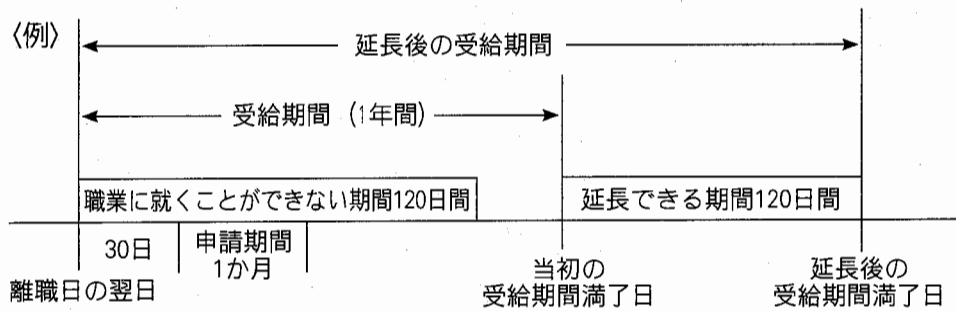 〈例〉
延長後の受給期間
受給期間（1年間）
職業に就くことができない期間120日間
延長できる期間120日間
30日
申請期間
1か月
離職日の翌日
当初の
受給期間満了日
延長後の
受給期間満了日